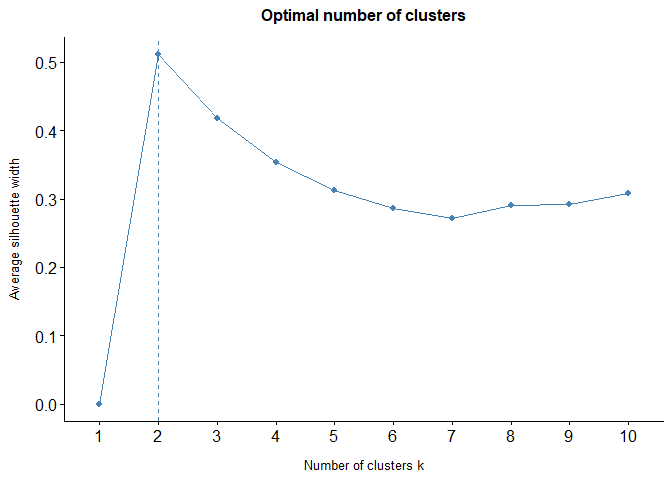 Optimal number of clusters
Average silhouette width
0.5
0.4
0.3
0.2
0.1
0.0
1 2 3 4 5 6 7 8 9 10
Number of clusters k